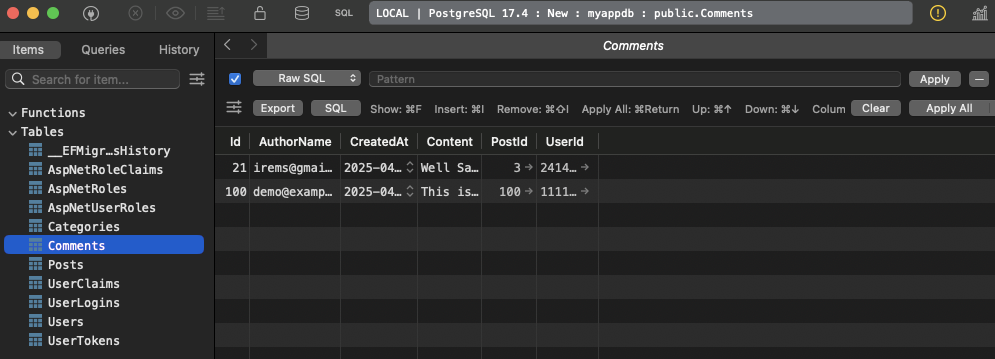 SQL
LOCAL | PostgreSQL 17.4 : New : myappdb : public.Comments
Items
Queries
History
Search for item...
Functions
Tables
__EFMigr…sHistory
AspNetRoleClaims
AspNetRoles
AspNetUserRoles
Categories
Comments
Posts
UserClaims
UserLogins
Users
UserTokens
Comments
Raw SQL
Pattern
Apply
Export SQL Show: ⌘F Insert: ⌘I Remove: ⌘⇧I Apply All: ⌘Return Up: ⌘↑ Down: ⌘↓ Colum Clear Apply All
Id AuthorName CreatedAt Content PostId UserId
21 irems@gmai… 2025-04… Well Sa… 3 → 2414… →
100 demo@examp… 2025-04… This is… 100 → 1111… →